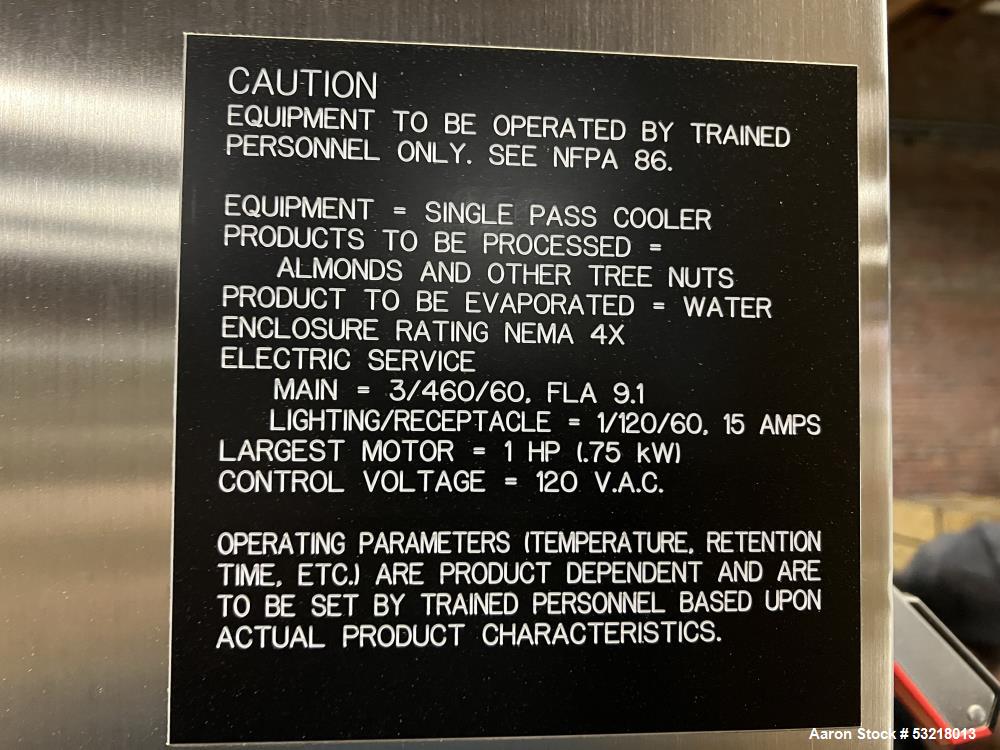 CAUTION
EQUIPMENT TO BE OPERATED BY TRAINED
PERSONNEL ONLY. SEE NFPA 86.
EQUIPMENT = SINGLE PASS COOLER
PRODUCTS TO BE PROCESSED =
ALMONDS AND OTHER TREE NUTS
PRODUCT TO BE EVAPORATED = WATER
ENCLOSURE RATING NEMA 4X
ELECTRIC SERVICE
MAIN = 3/460/60, FLA 9.1
LIGHTING/RECEPTACLE = 1/120/60, 15 AMPS
LARGEST MOTOR = 1 HP (.75 kW)
CONTROL VOLTAGE = 120 V.A.C.
OPERATING PARAMETERS (TEMPERATURE, RETENTION
TIME, ETC.) ARE PRODUCT DEPENDENT AND ARE
TO BE SET BY TRAINED PERSONNEL BASED UPON
ACTUAL PRODUCT CHARACTERISTICS.
Aaron Stock # 53218013